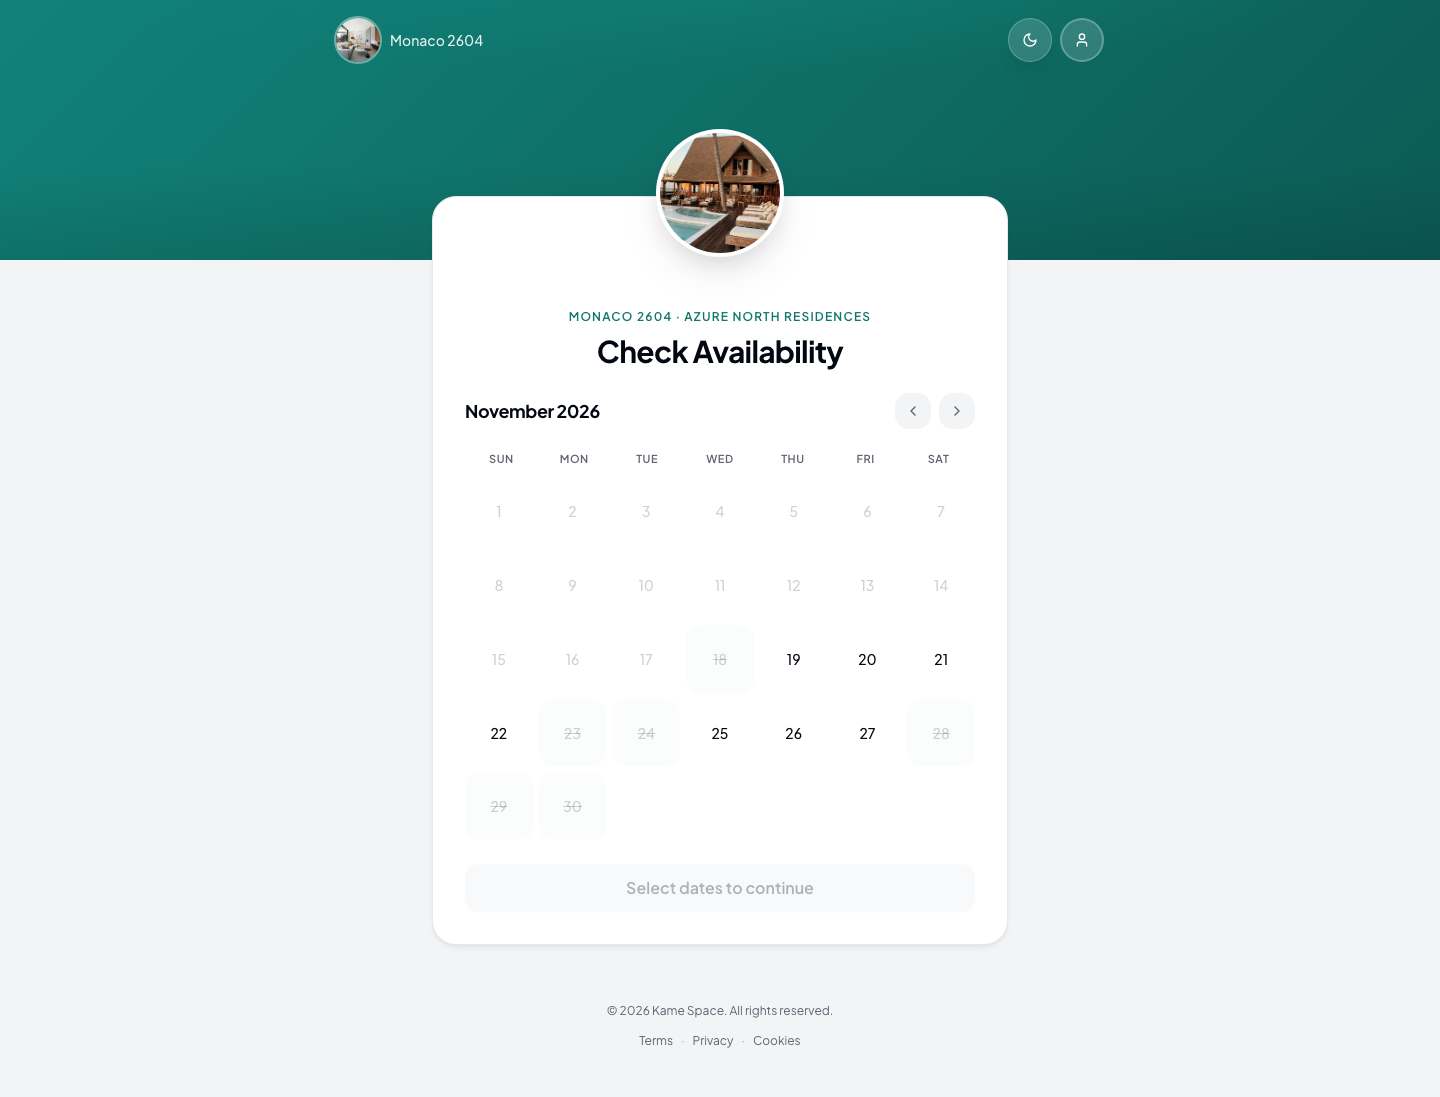 Monaco 2604
MONACO 2604 · AZURE NORTH RESIDENCES
Check Availability
November 2026
SUN MON TUE WED THU FRI SAT
1 2 3 4 5 6 7
8 9 10 11 12 13 14
15 16 17 18 19 20 21
22 23 24 25 26 27 28
29 30
Select dates to continue
© 2026 Kame Space. All rights reserved.
Terms · Privacy · Cookies